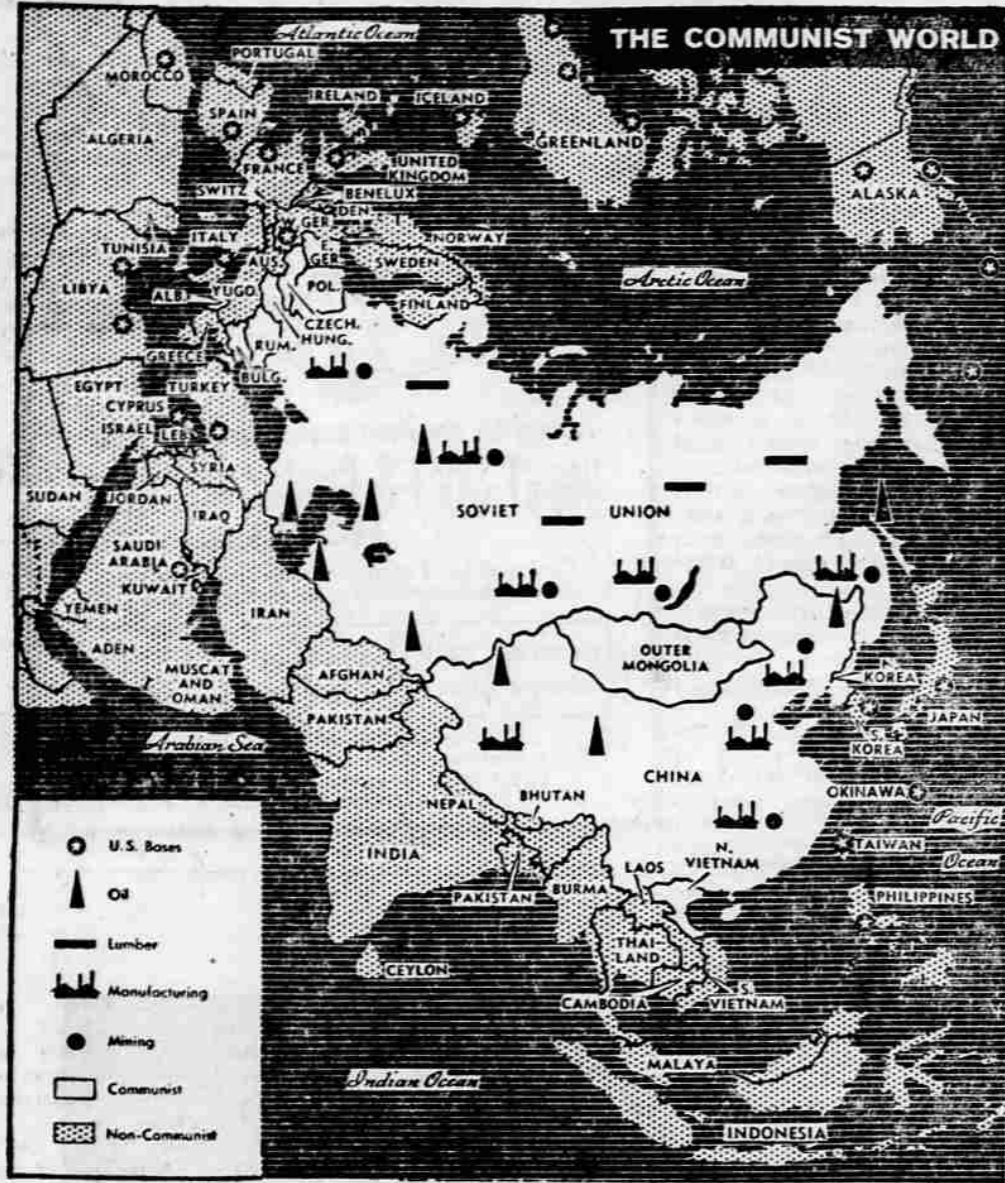 THE COMMUNIST WORLD
Atlantic Ocean
PORTUGAL
MOROCCO
IRELAND
ICELAND
SPAIN
GREENLAND
ALGERIA
FRANCE
UNITED
KINGDOM
ALASKA
SWITZ.
BENELUX
DEN.
W.
GER.
TUNISIA
ITALY
NORWAY
E.
GER.
AUS.
SWEDEN
LIBYA
ALB.
YUGO.
POL.
FINLAND
Arctic Ocean
CZECH.
HUNG.
GREECE
RUM.
BULG.
EGYPT
TURKEY
CYPRUS
ISRAEL
LEB.
SYRIA
SUDAN
JORDAN
IRAQ
SOVIET UNION
SAUDI
ARABIA
KUWAIT
YEMEN
IRAN
ADEN
OUTER
MONGOLIA
MUSCAT
AND
OMAN
AFGHAN.
N.
KOREA
PAKISTAN
JAPAN
Arabian Sea
S.
KOREA
CHINA
NEPAL
BHUTAN
OKINAWA
Pacific
Ocean
INDIA
N.
VIETNAM
TAIWAN
LAOS
PAKISTAN
BURMA
PHILIPPINES
THAI-
LAND
CEYLON
CAMBODIA
S.
VIETNAM
MALAYA
Indian Ocean
INDONESIA
U.S. Bases
Oil
Lumber
Manufacturing
Mining
Communist
Non-Communist